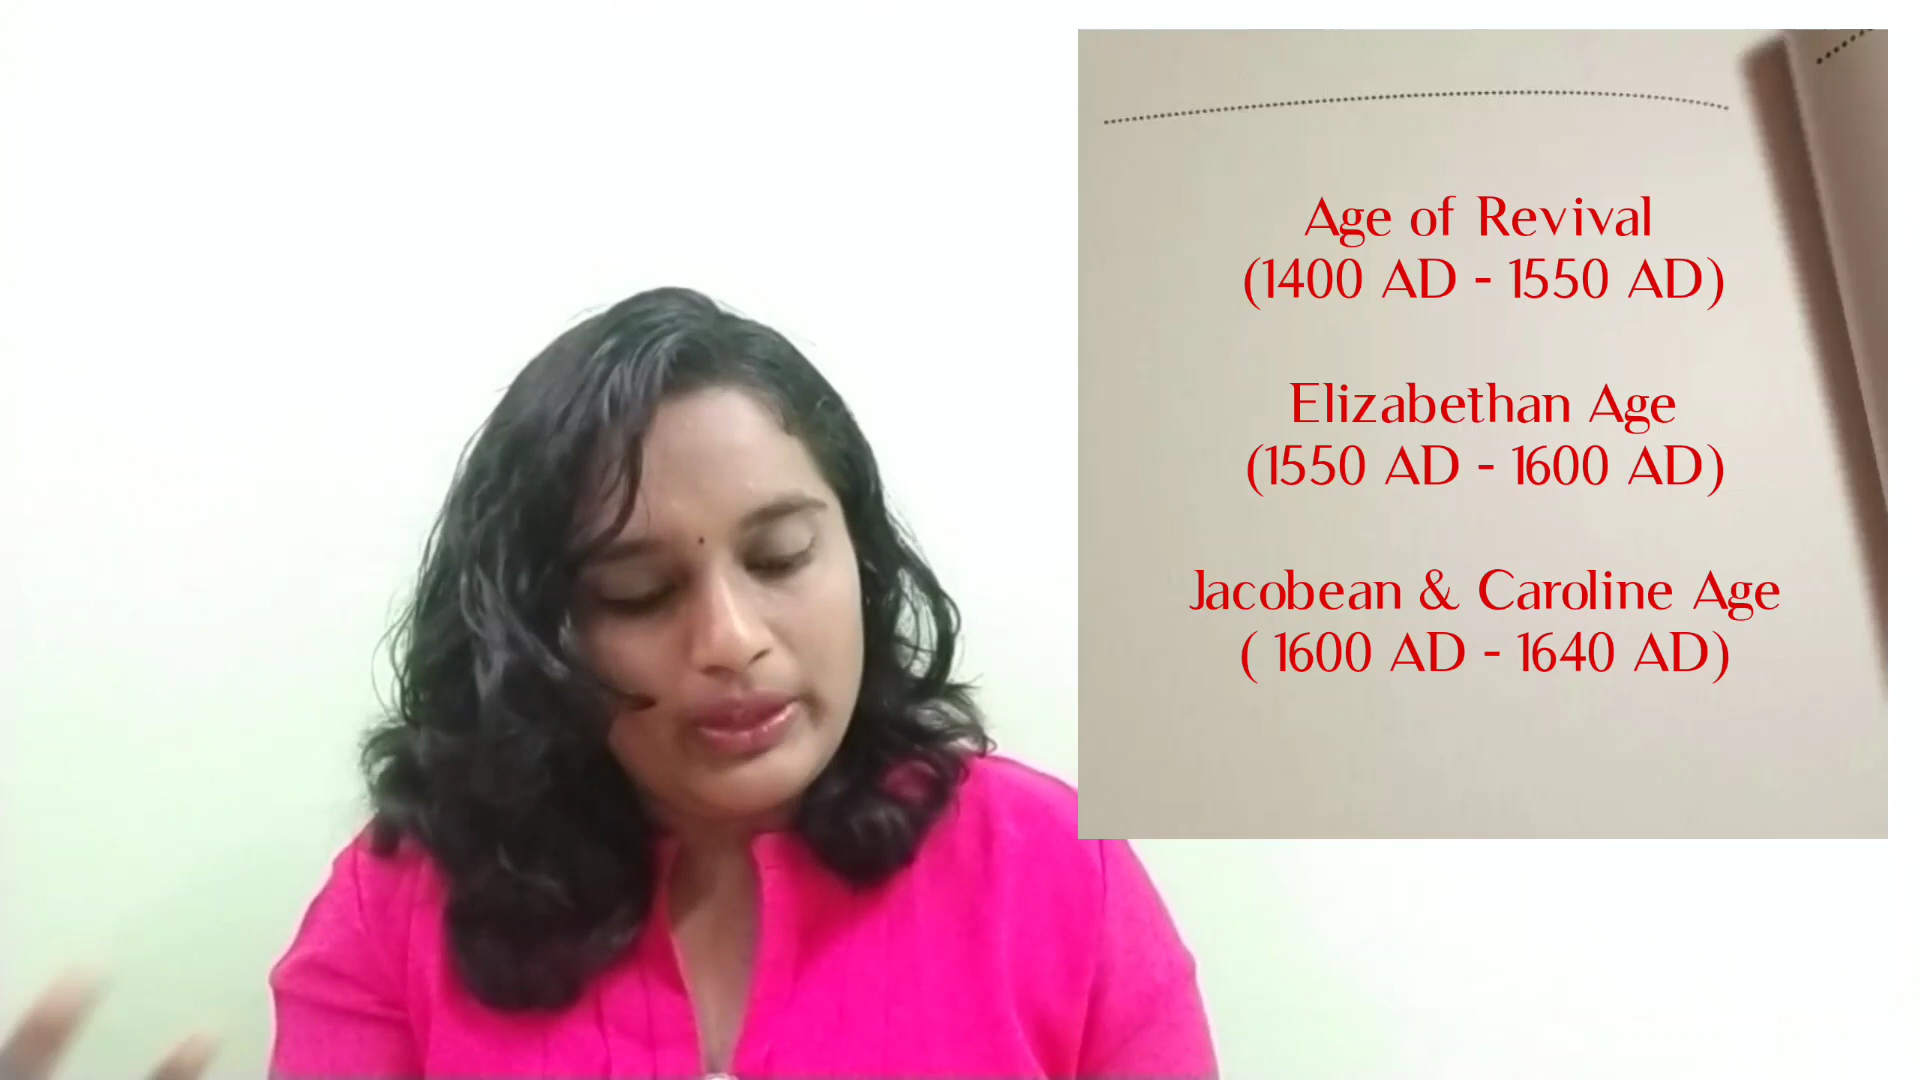 Age of Revival
(1400 AD - 1550 AD)
Elizabethan Age
(1550 AD - 1600 AD)
Jacobean & Caroline Age
( 1600 AD - 1640 AD)